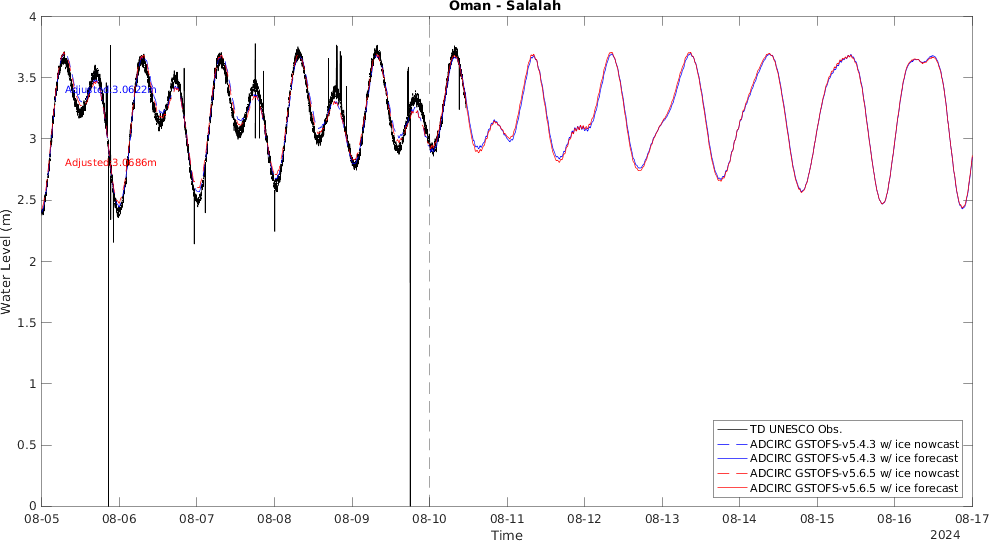 Oman - Salalah
4
3.5
3
2.5
2
1.5
1
0.5
0
Water Level (m)
Adjusted 3.0622m
Adjusted 3.0686m
TD UNESCO Obs.
ADCIRC GSTOFS-v5.4.3 w/ ice nowcast
ADCIRC GSTOFS-v5.4.3 w/ ice forecast
ADCIRC GSTOFS-v5.6.5 w/ ice nowcast
ADCIRC GSTOFS-v5.6.5 w/ ice forecast
08-05 08-06 08-07 08-08 08-09 08-10 08-11 08-12 08-13 08-14 08-15 08-16 08-17
Time
2024